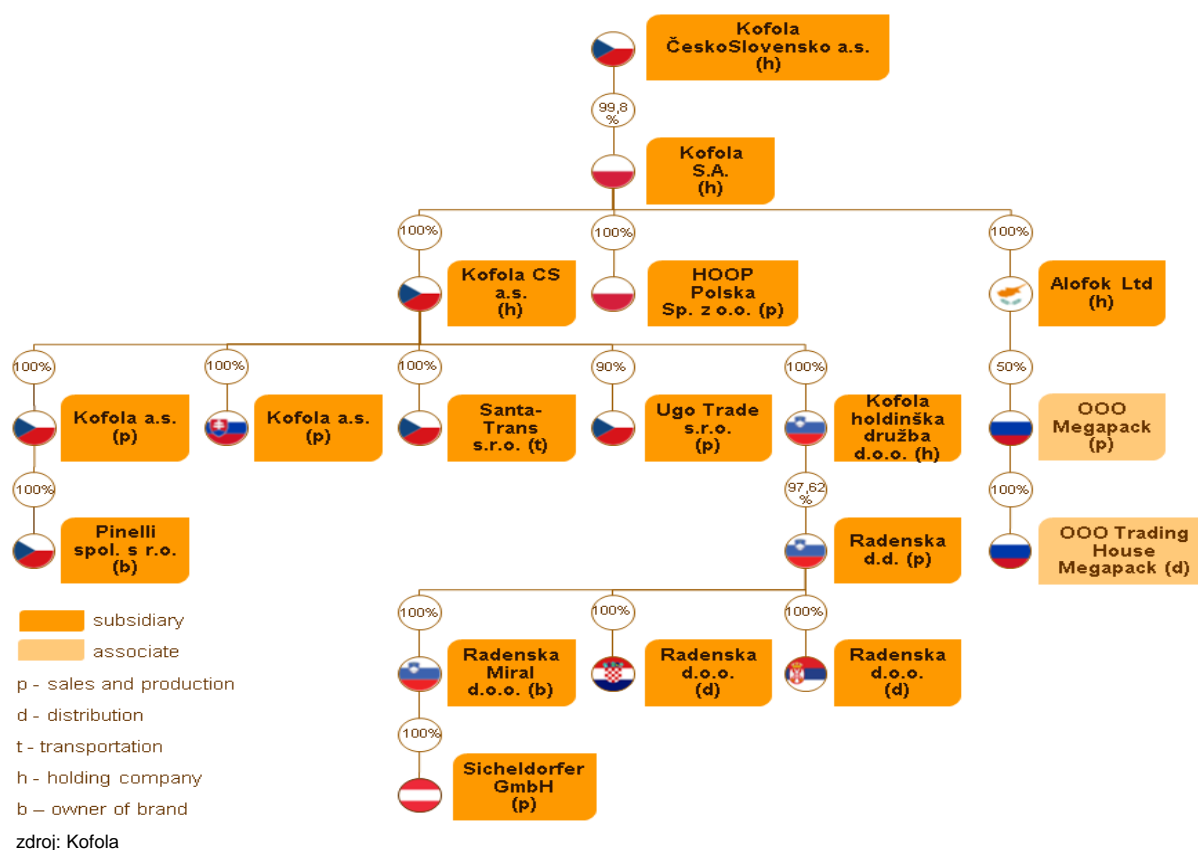 Kofola
ČeskoSlovensko a.s.
(h)
99,8
%
Kofola
S.A.
(h)
100%
100%
100%
Kofola CS
a.s.
(h)
HOOP
Polska
Sp. z o.o. (p)
Alofok Ltd
(h)
100%
100%
100%
90%
100%
50%
Kofola a.s.
(p)
Kofola a.s.
(p)
Santa-
Trans
s.r.o. (t)
Ugo Trade
s.r.o.
(p)
Kofola
holdinška
družba
d.o.o. (h)
OOO
Megapack
(p)
100%
97,62
%
100%
Pinelli
spol. s r.o.
(b)
Radenska
d.d. (p)
OOO Trading
House
Megapack (d)
100%
100%
100%
Radenska
Miral
d.o.o. (b)
Radenska
d.o.o.
(d)
Radenska
d.o.o.
(d)
100%
Sicheldorfer
GmbH
(p)
subsidiary
associate
p - sales and production
d - distribution
t - transportation
h - holding company
b – owner of brand
zdroj: Kofola